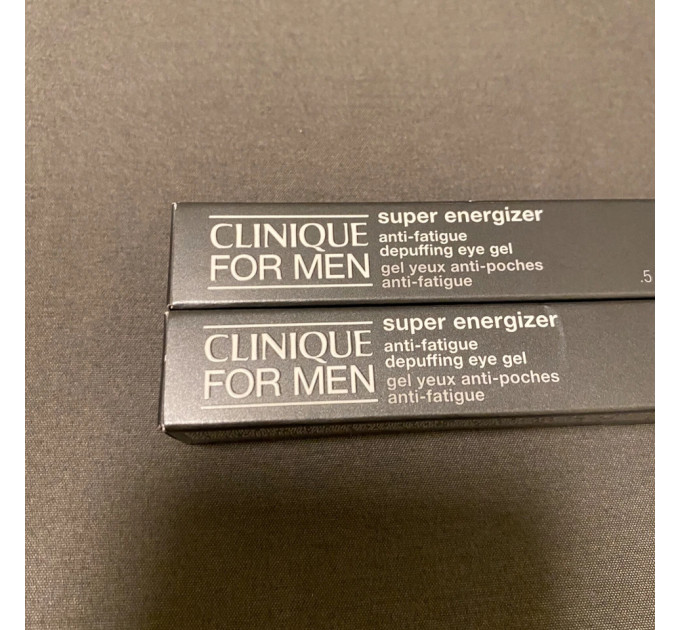 CLINIQUE
FOR MEN
super energizer
anti-fatigue
depuffing eye gel
gel yeux anti-poches
anti-fatigue
.5
CLINIQUE
FOR MEN
super energizer
anti-fatigue
depuffing eye gel
gel yeux anti-poches
anti-fatigue